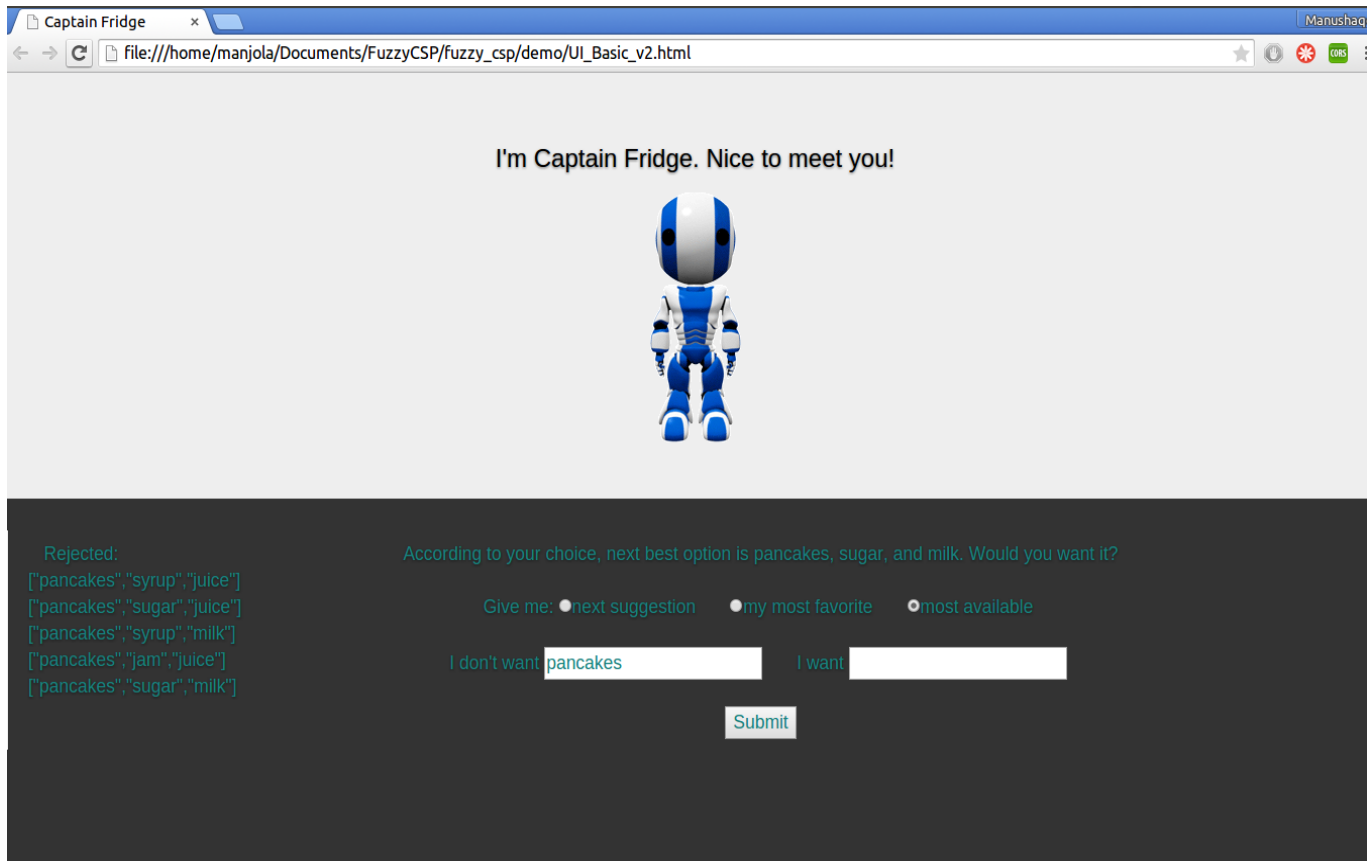 Captain Fridge
Manushaq
file:///home/manjola/Documents/FuzzyCSP/fuzzy_csp/demo/UI_Basic_v2.html
CORS
I'm Captain Fridge. Nice to meet you!
Rejected:
["pancakes","syrup","juice"]
["pancakes","sugar","juice"]
["pancakes","syrup","milk"]
["pancakes","jam","juice"]
["pancakes","sugar","milk"]
According to your choice, next best option is pancakes, sugar, and milk. Would you want it?
Give me: next suggestion my most favorite most available
I don't want pancakes I want
Submit